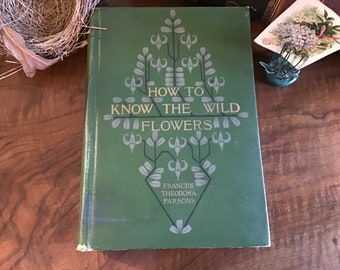 HOW TO
KNOW THE WILD
FLOWERS
FRANCES
THEODORA
PARSONS